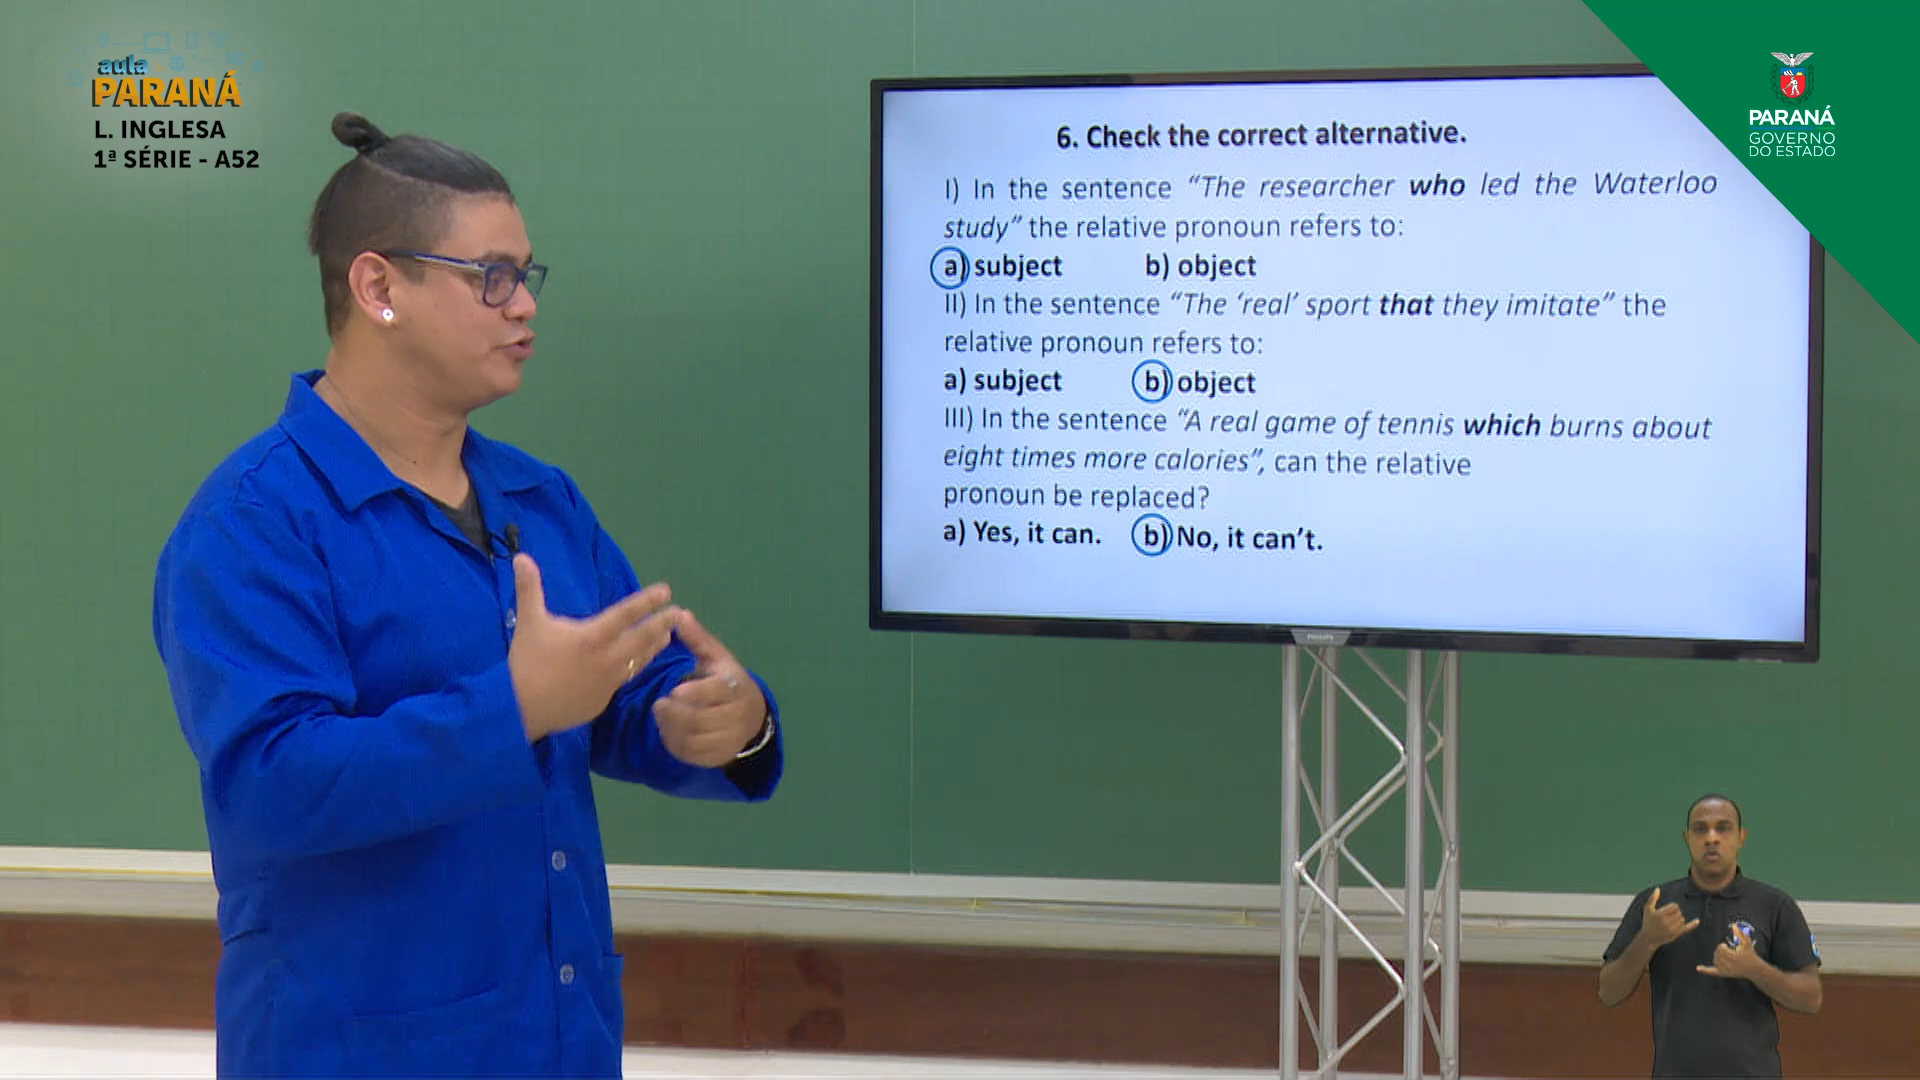 aula
PARANÁ
L. INGLESA
1ª SÉRIE - A52
PARANÁ
GOVERNO
DO ESTADO
6. Check the correct alternative.
I) In the sentence “The researcher who led the Waterloo
study” the relative pronoun refers to:
a) subject b) object
II) In the sentence “The ‘real’ sport that they imitate” the
relative pronoun refers to:
a) subject b) object
III) In the sentence “A real game of tennis which burns about
eight times more calories”, can the relative
pronoun be replaced?
a) Yes, it can. b) No, it can’t.
PHILIPS